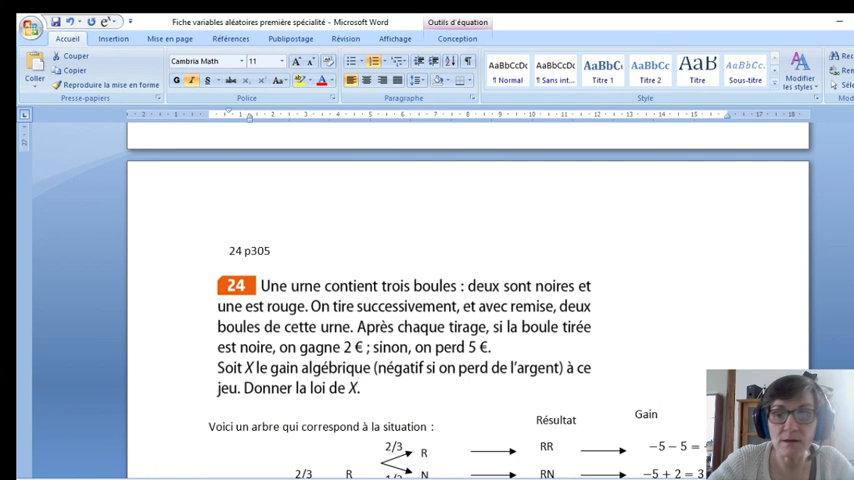 Fiche variables aléatoires première spécialité - Microsoft Word
Outils d'équation
Accueil Insertion Mise en page Références Publipostage Révision Affichage Conception
Couper
Copier
Reproduire la mise en forme
Coller
Cambria Math 11
G I S abc
AaBbCcDc AaBbCcDc AaBbC AaBbCc AaB AaBbCc
¶ Normal ¶ Sans int... Titre 1 Titre 2 Titre Sous-titre
Modifier
les styles
Presse-papiers Police Paragraphe Style
24 p305
24 Une urne contient trois boules : deux sont noires et
une est rouge. On tire successivement, et avec remise, deux
boules de cette urne. Après chaque tirage, si la boule tirée
est noire, on gagne 2 € ; sinon, on perd 5 €.
Soit X le gain algébrique (négatif si on perd de l'argent) à ce
jeu. Donner la loi de X.
Voici un arbre qui correspond à la situation :
Résultat Gain
2/3 R RR −5 − 5 =
2/3 R N RN −5 + 2 = 3